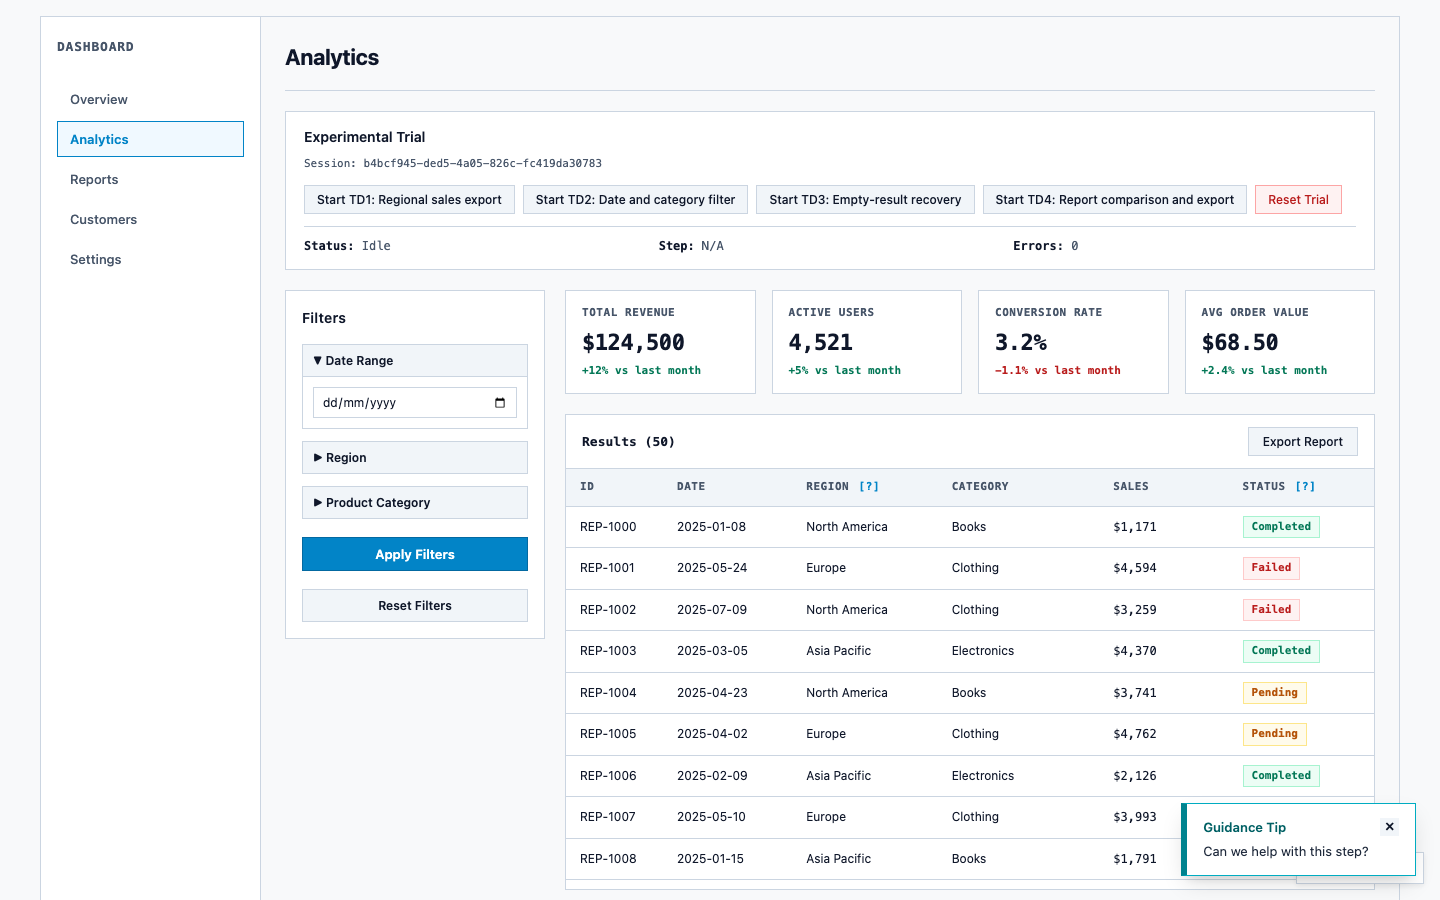 DASHBOARD
Overview
Analytics
Reports
Customers
Settings
Analytics
Experimental Trial
Session: b4bcf945-ded5-4a05-826c-fc419da30783
Start TD1: Regional sales export
Start TD2: Date and category filter
Start TD3: Empty-result recovery
Start TD4: Report comparison and export
Reset Trial
Status: Idle
Step: N/A
Errors: 0
Filters
▼ Date Range
dd/mm/yyyy
▶ Region
▶ Product Category
Apply Filters
Reset Filters
TOTAL REVENUE
$124,500
+12% vs last month
ACTIVE USERS
4,521
+5% vs last month
CONVERSION RATE
3.2%
-1.1% vs last month
AVG ORDER VALUE
$68.50
+2.4% vs last month
Results (50)
Export Report
ID DATE REGION [?] CATEGORY SALES STATUS [?]
REP-1000 2025-01-08 North America Books $1,171 Completed
REP-1001 2025-05-24 Europe Clothing $4,594 Failed
REP-1002 2025-07-09 North America Clothing $3,259 Failed
REP-1003 2025-03-05 Asia Pacific Electronics $4,370 Completed
REP-1004 2025-04-23 North America Books $3,741 Pending
REP-1005 2025-04-02 Europe Clothing $4,762 Pending
REP-1006 2025-02-09 Asia Pacific Electronics $2,126 Completed
REP-1007 2025-05-10 Europe Clothing $3,993
REP-1008 2025-01-15 Asia Pacific Books $1,791
Guidance Tip ×
Can we help with this step?